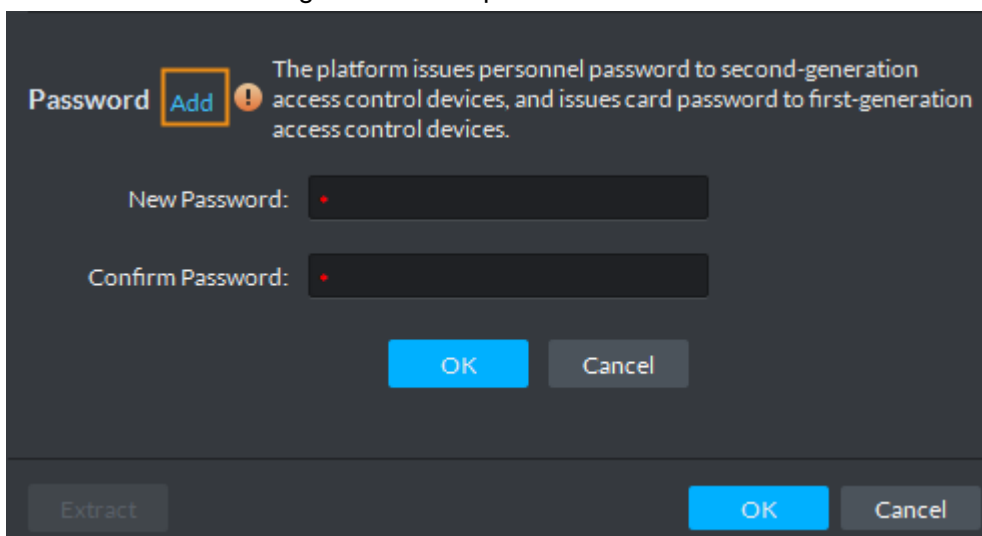 Password Add The platform issues personnel password to second-generation
access control devices, and issues card password to first-generation
access control devices.
New Password:
Confirm Password:
OK Cancel
Extract OK Cancel